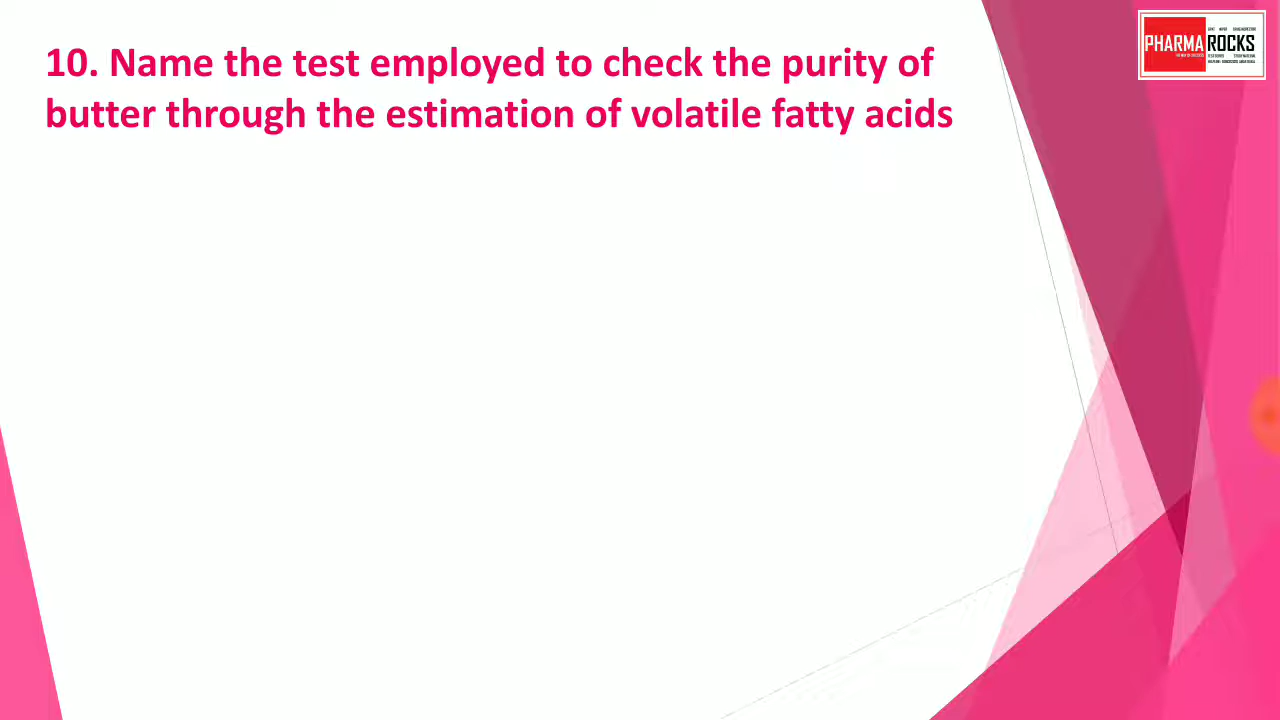 10. Name the test employed to check the purity of
butter through the estimation of volatile fatty acids
PHARMA ROCKS